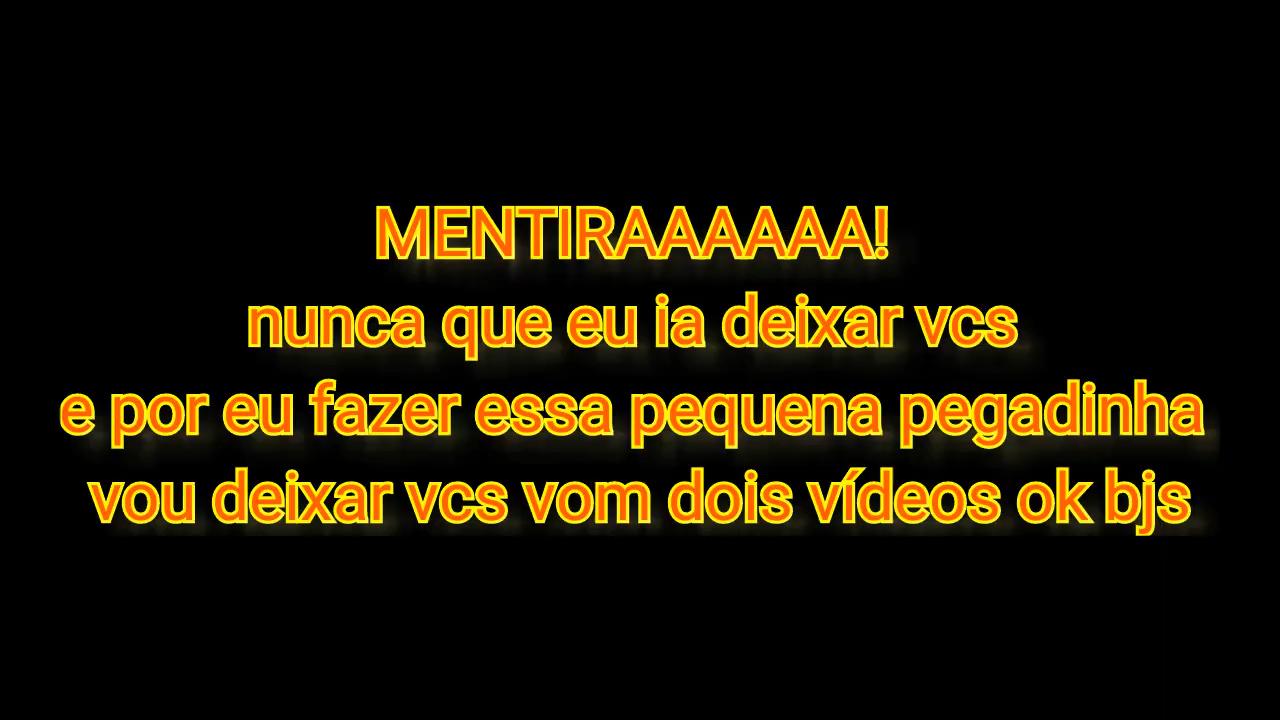 MENTIRAAAAAA!
nunca que eu ia deixar vcs
e por eu fazer essa pequena pegadinha
vou deixar vcs vom dois vídeos ok bjs